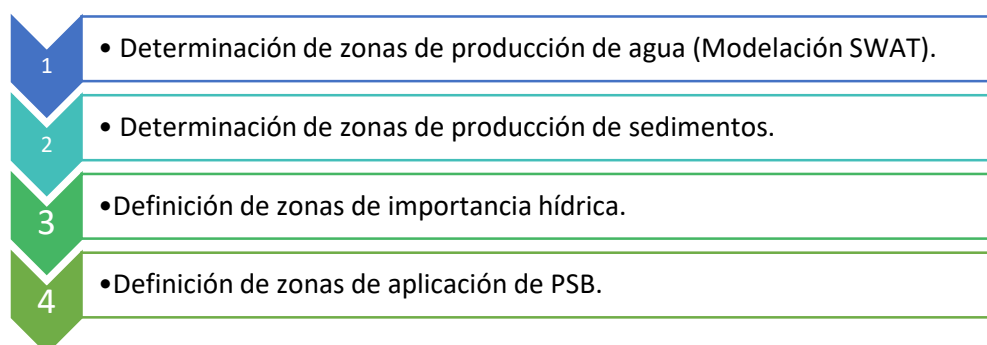 1
• Determinación de zonas de producción de agua (Modelación SWAT).
2
• Determinación de zonas de producción de sedimentos.
3
•Definición de zonas de importancia hídrica.
4
•Definición de zonas de aplicación de PSB.